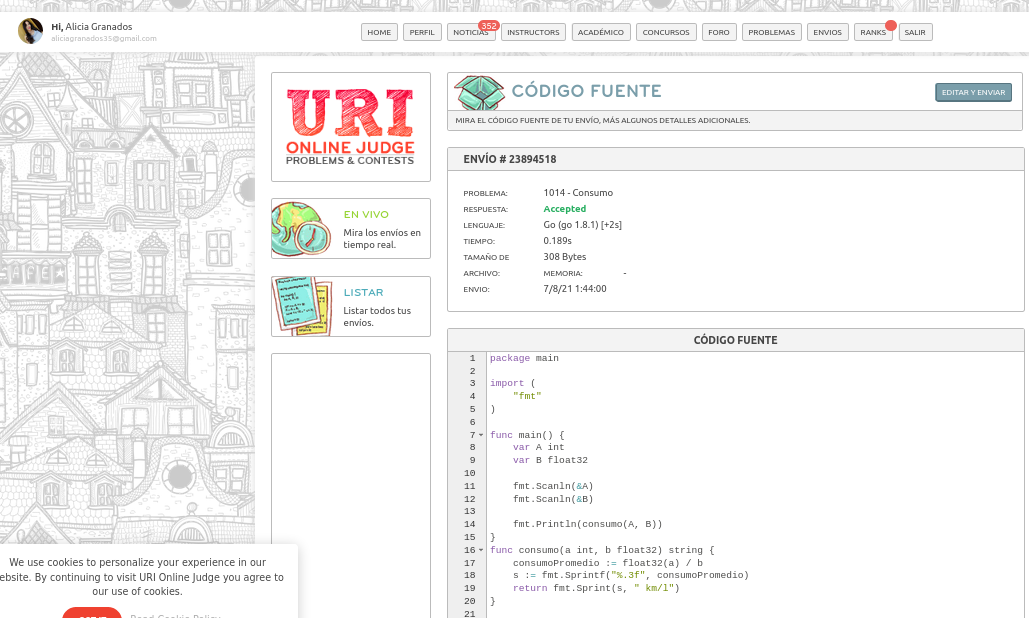 Hi, Alicia Granados
aliciagranados35@gmail.com
HOME PERFIL NOTICIAS 352 INSTRUCTORS ACADÉMICO CONCURSOS FORO PROBLEMAS ENVIOS RANKS SALIR
URI
ONLINE JUDGE
PROBLEMS & CONTESTS
EN VIVO
Mira los envíos en
tiempo real.
LISTAR
Listar todos tus
envíos.
CÓDIGO FUENTE
EDITAR Y ENVIAR
MIRA EL CÓDIGO FUENTE DE TU ENVÍO, MÁS ALGUNOS DETALLES ADICIONALES.
ENVÍO # 23894518
PROBLEMA: 1014 - Consumo
RESPUESTA: Accepted
LENGUAJE: Go (go 1.8.1) [+2s]
TIEMPO: 0.189s
TAMAÑO DE 308 Bytes
ARCHIVO: MEMORIA: -
ENVIO: 7/8/21 1:44:00
CÓDIGO FUENTE
1 package main
2
3 import (
4 "fmt"
5 )
6
7 func main() {
8 var A int
9 var B float32
10
11 fmt.Scanln(&A)
12 fmt.Scanln(&B)
13
14 fmt.Println(consumo(A, B))
15 }
16 func consumo(a int, b float32) string {
17 consumoPromedio := float32(a) / b
18 s := fmt.Sprintf("%.3f", consumoPromedio)
19 return fmt.Sprint(s, " km/l")
20 }
21
CAFÉ
We use cookies to personalize your experience in our
ebsite. By continuing to visit URI Online Judge you agree to
our use of cookies.
Read Cookie Policy